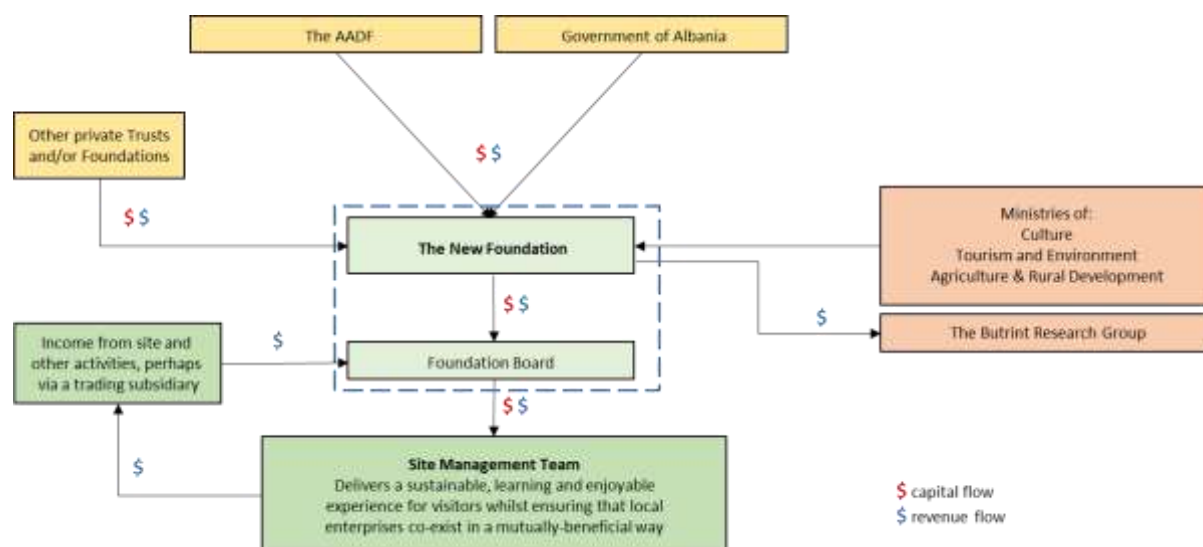 The AADF
Government of Albania
Other private Trusts
and/or Foundations
$ $
$ $
Ministries of:
Culture
Tourism and Environment
Agriculture & Rural Development
The New Foundation
$ $
$
The Butrint Research Group
Income from site and
other activities, perhaps
via a trading subsidiary
$
Foundation Board
$ $
$
Site Management Team
Delivers a sustainable, learning and enjoyable
experience for visitors whilst ensuring that local
enterprises co-exist in a mutually-beneficial way
$ capital flow
$ revenue flow